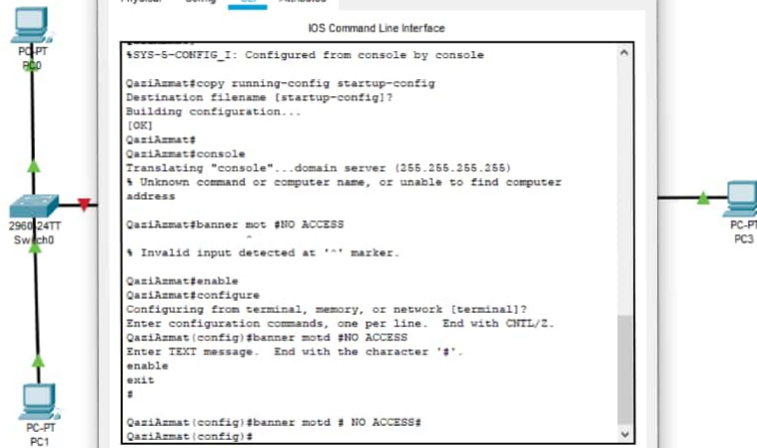 IOS Command Line Interface
%SYS-5-CONFIG_I: Configured from console by console
QaziAzmat#copy running-config startup-config
Destination filename [startup-config]?
Building configuration...
[OK]
QaziAzmat#
QaziAzmat#console
Translating "console"...domain server (255.255.255.255)
% Unknown command or computer name, or unable to find computer
address
QaziAzmat#banner mot #NO ACCESS
^
% Invalid input detected at '^' marker.
QaziAzmat#enable
QaziAzmat#configure
Configuring from terminal, memory, or network [terminal]?
Enter configuration commands, one per line. End with CNTL/Z.
QaziAzmat(config)#banner motd #NO ACCESS
Enter TEXT message. End with the character '#'.
enable
exit
#
QaziAzmat(config)#banner motd # NO ACCESS#
QaziAzmat(config)#
PC-PT
PC0
2960-24TT
Switch0
PC-PT
PC1
PC-PT
PC3